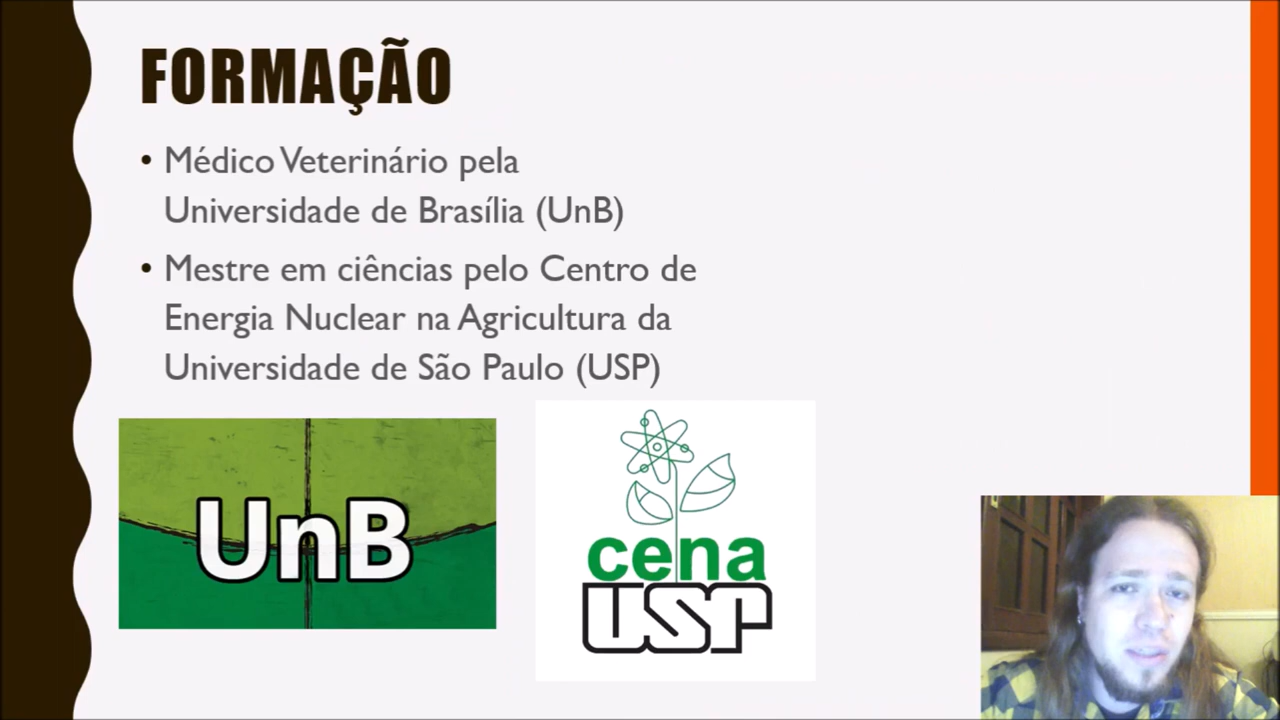 FORMAÇÃO
• Médico Veterinário pela
Universidade de Brasília (UnB)
• Mestre em ciências pelo Centro de
Energia Nuclear na Agricultura da
Universidade de São Paulo (USP)
UnB
cena
USP